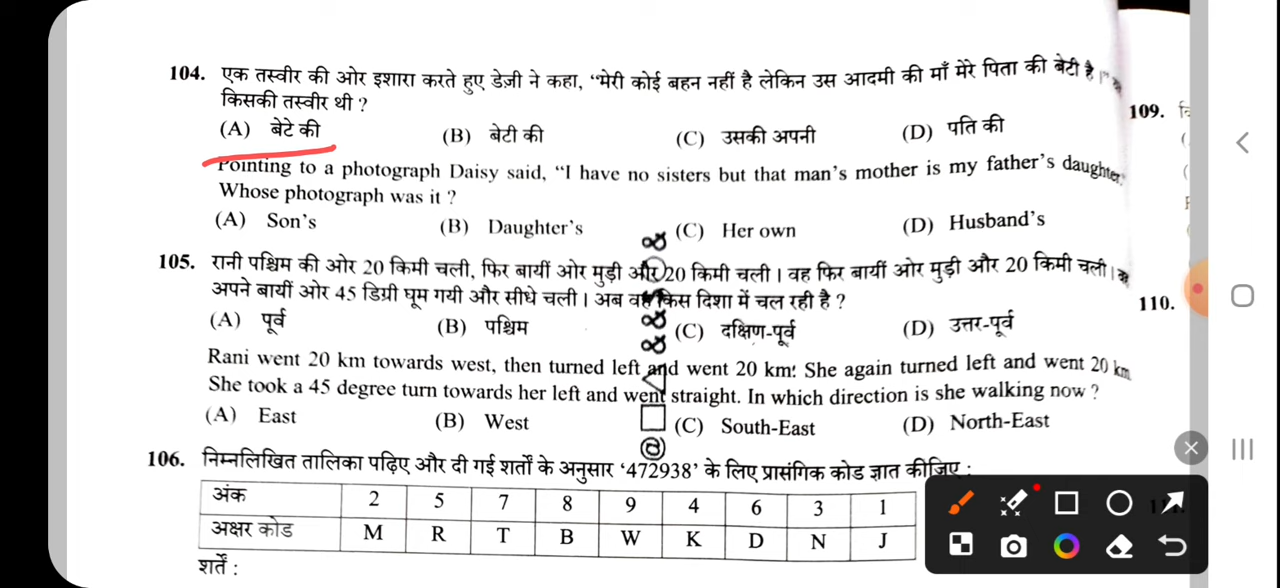 104. एक तस्वीर की ओर इशारा करते हुए डेज़ी ने कहा, “मेरी कोई बहन नहीं है लेकिन उस आदमी की माँ मेरे पिता की बेटी है।”
किसकी तस्वीर थी ?
(A) बेटे की (B) बेटी की (C) उसकी अपनी (D) पति की
Pointing to a photograph Daisy said, “I have no sisters but that man’s mother is my father’s daughter.
Whose photograph was it ?
(A) Son’s (B) Daughter’s (C) Her own (D) Husband’s
105. रानी पश्चिम की ओर 20 किमी चली, फिर बायीं ओर मुड़ी और 20 किमी चली। वह फिर बायीं ओर मुड़ी और 20 किमी चली।
अपने बायीं ओर 45 डिग्री घूम गयी और सीधे चली। अब वह किस दिशा में चल रही है ?
(A) पूर्व (B) पश्चिम (C) दक्षिण-पूर्व (D) उत्तर-पूर्व
Rani went 20 km towards west, then turned left and went 20 km. She again turned left and went 20 km
She took a 45 degree turn towards her left and went straight. In which direction is she walking now ?
(A) East (B) West (C) South-East (D) North-East
106. निम्नलिखित तालिका पढ़िए और दी गई शर्तों के अनुसार ‘472938’ के लिए प्रासंगिक कोड ज्ञात कीजिए :
अंक 2 5 7 8 9 4 6 3 1
अक्षर कोड M R T B W K D N J
शर्तें :
109.
110.